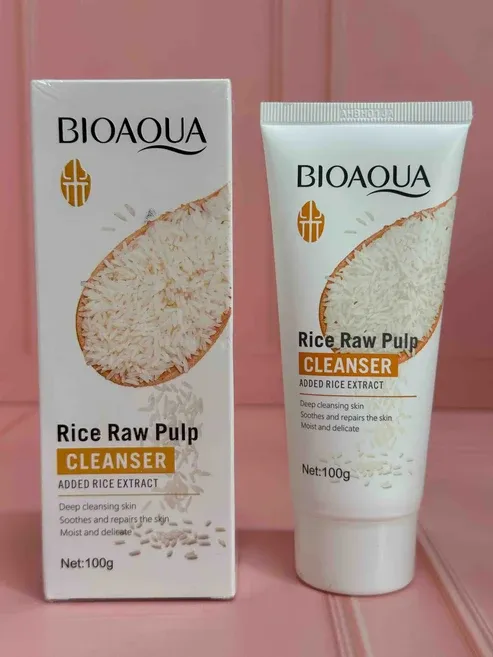 BIOAQUA
Rice Raw Pulp
CLEANSER
ADDED RICE EXTRACT
Deep cleansing skin
Soothes and repairs the skin
Moist and delicate
Net:100g
BIOAQUA
Rice Raw Pulp
CLEANSER
ADDED RICE EXTRACT
Deep cleansing skin
Soothes and repairs the skin
Moist and delicate
Net:100g